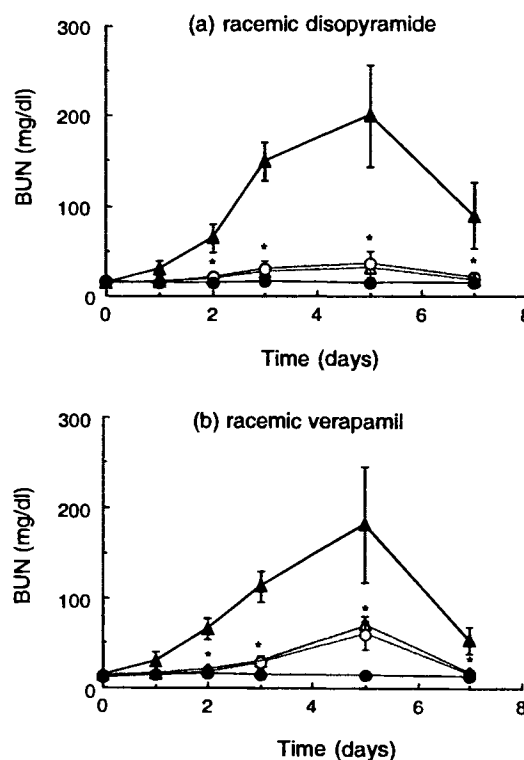 (a) racemic disopyramide
300
200
100
0
BUN (mg/dl)
* * * *
0 2 4 6 8
Time (days)
(b) racemic verapamil
300
200
100
0
BUN (mg/dl)
* * * *
0 2 4 6 8
Time (days)